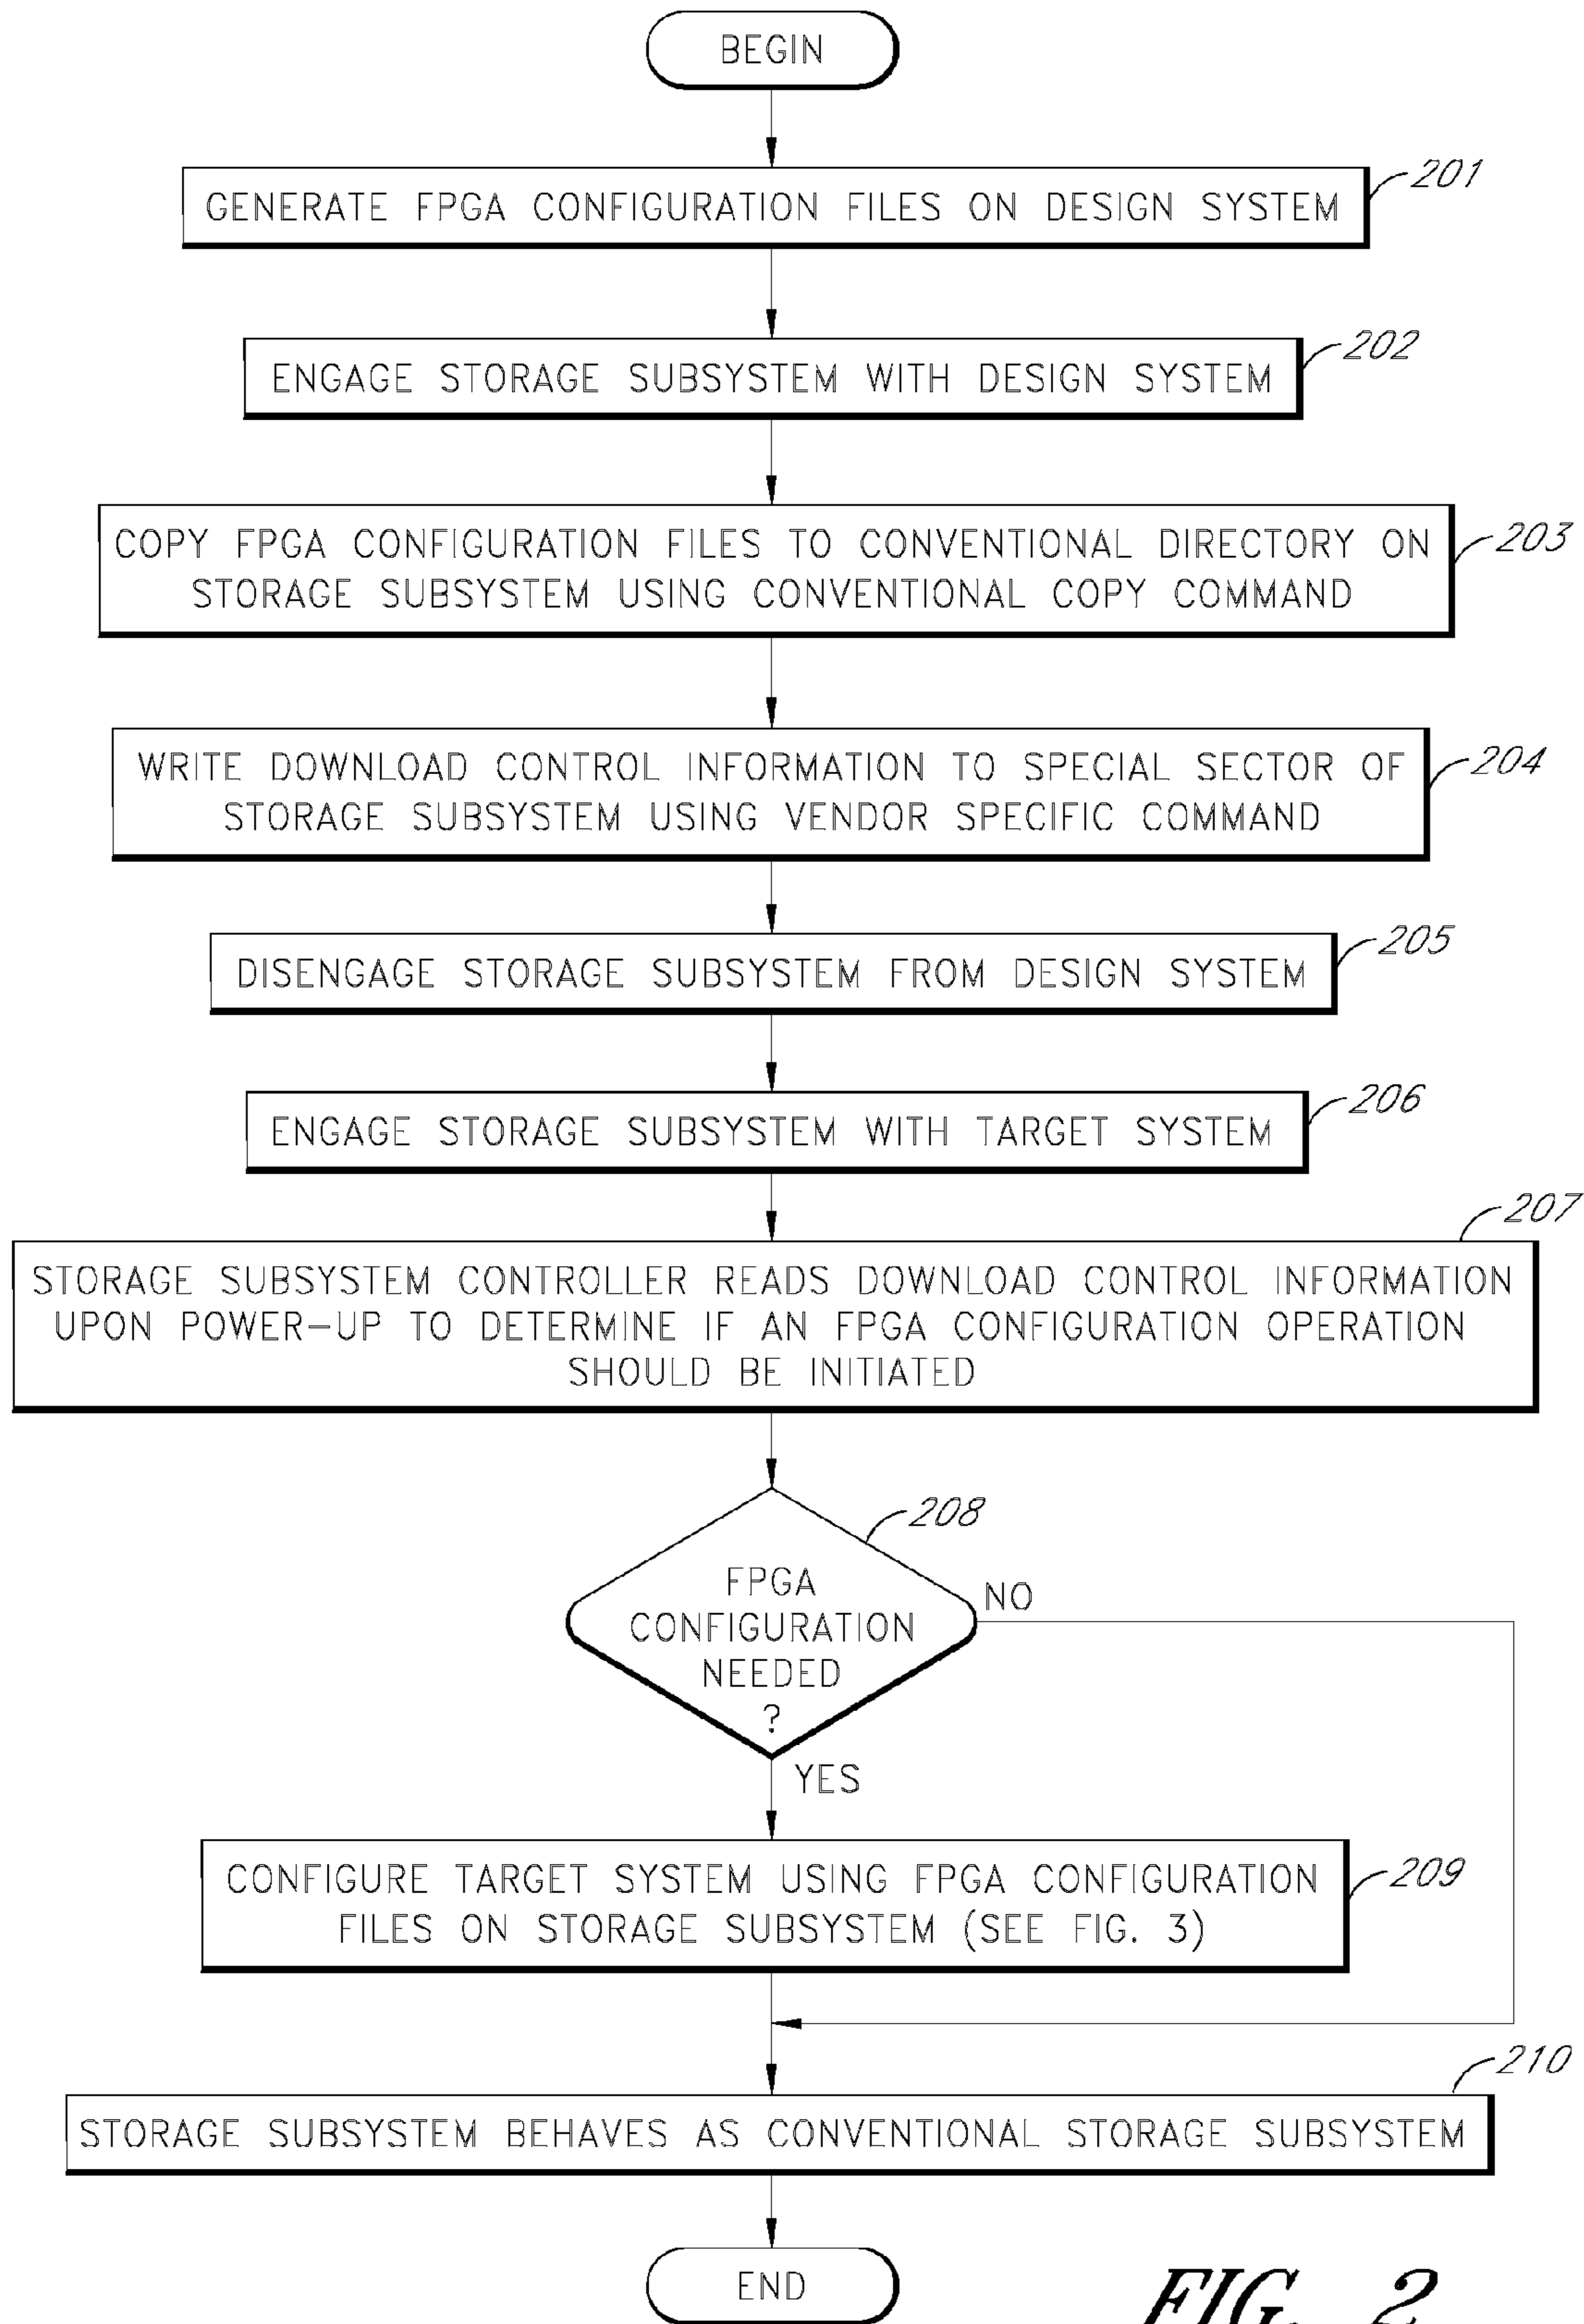 BEGIN
201
GENERATE FPGA CONFIGURATION FILES ON DESIGN SYSTEM
202
ENGAGE STORAGE SUBSYSTEM WITH DESIGN SYSTEM
203
COPY FPGA CONFIGURATION FILES TO CONVENTIONAL DIRECTORY ON
STORAGE SUBSYSTEM USING CONVENTIONAL COPY COMMAND
204
WRITE DOWNLOAD CONTROL INFORMATION TO SPECIAL SECTOR OF
STORAGE SUBSYSTEM USING VENDOR SPECIFIC COMMAND
205
DISENGAGE STORAGE SUBSYSTEM FROM DESIGN SYSTEM
206
ENGAGE STORAGE SUBSYSTEM WITH TARGET SYSTEM
207
STORAGE SUBSYSTEM CONTROLLER READS DOWNLOAD CONTROL INFORMATION
UPON POWER-UP TO DETERMINE IF AN FPGA CONFIGURATION OPERATION
SHOULD BE INITIATED
208
FPGA
CONFIGURATION
NEEDED
?
NO
YES
209
CONFIGURE TARGET SYSTEM USING FPGA CONFIGURATION
FILES ON STORAGE SUBSYSTEM (SEE FIG. 3)
210
STORAGE SUBSYSTEM BEHAVES AS CONVENTIONAL STORAGE SUBSYSTEM
END
FIG. 2